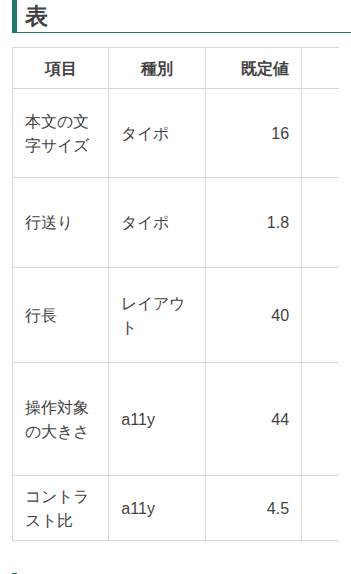 表
項目 種別 既定値
本文の文
字サイズ タイポ 16
行送り タイポ 1.8
行長 レイアウ
ト 40
操作対象
の大きさ a11y 44
コントラ
スト比 a11y 4.5